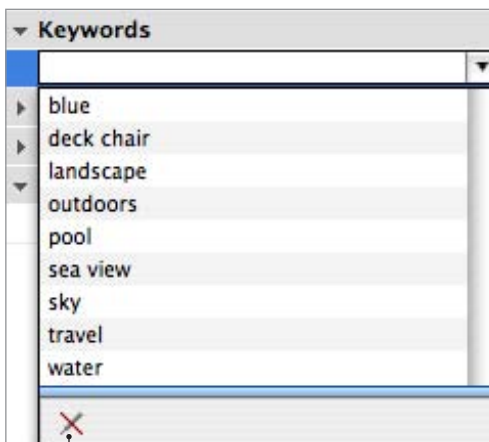 Keywords
blue
deck chair
landscape
outdoors
pool
sea view
sky
travel
water